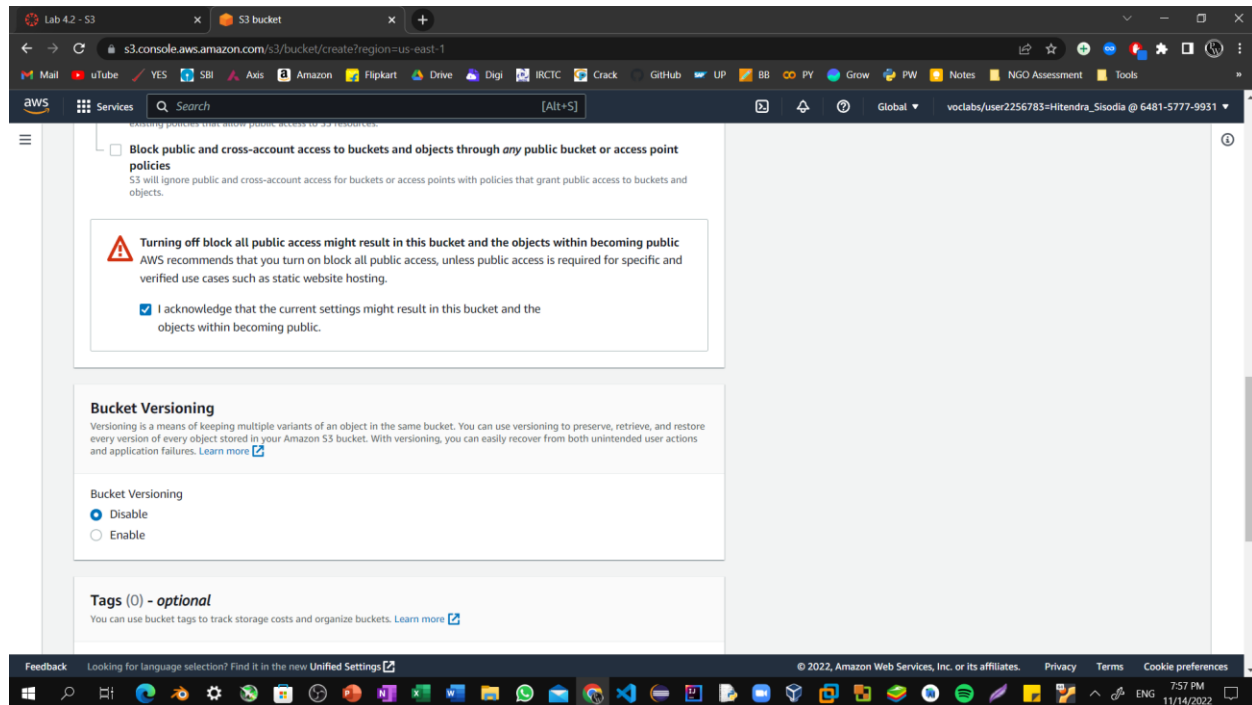 Lab 4.2 - S3
S3 bucket
s3.console.aws.amazon.com/s3/bucket/create?region=us-east-1
Mail uTube YES SBI Axis Amazon Flipkart Drive Digi IRCTC Crack GitHub UP BB PY Grow PW Notes NGO Assessment Tools »
aws Services Search [Alt+S] Global ▼ voclabs/user2256783=Hitendra_Sisodia @ 6481-5777-9931 ▼
existing policies that allow public access to S3 resources.
Block public and cross-account access to buckets and objects through any public bucket or access point
policies
S3 will ignore public and cross-account access for buckets or access points with policies that grant public access to buckets and
objects.
Turning off block all public access might result in this bucket and the objects within becoming public
AWS recommends that you turn on block all public access, unless public access is required for specific and
verified use cases such as static website hosting.
I acknowledge that the current settings might result in this bucket and the
objects within becoming public.
Bucket Versioning
Versioning is a means of keeping multiple variants of an object in the same bucket. You can use versioning to preserve, retrieve, and restore
every version of every object stored in your Amazon S3 bucket. With versioning, you can easily recover from both unintended user actions
and application failures. Learn more
Bucket Versioning
Disable
Enable
Tags (0) - optional
You can use bucket tags to track storage costs and organize buckets. Learn more
Feedback Looking for language selection? Find it in the new Unified Settings © 2022, Amazon Web Services, Inc. or its affiliates. Privacy Terms Cookie preferences
ENG 7:57 PM
11/14/2022